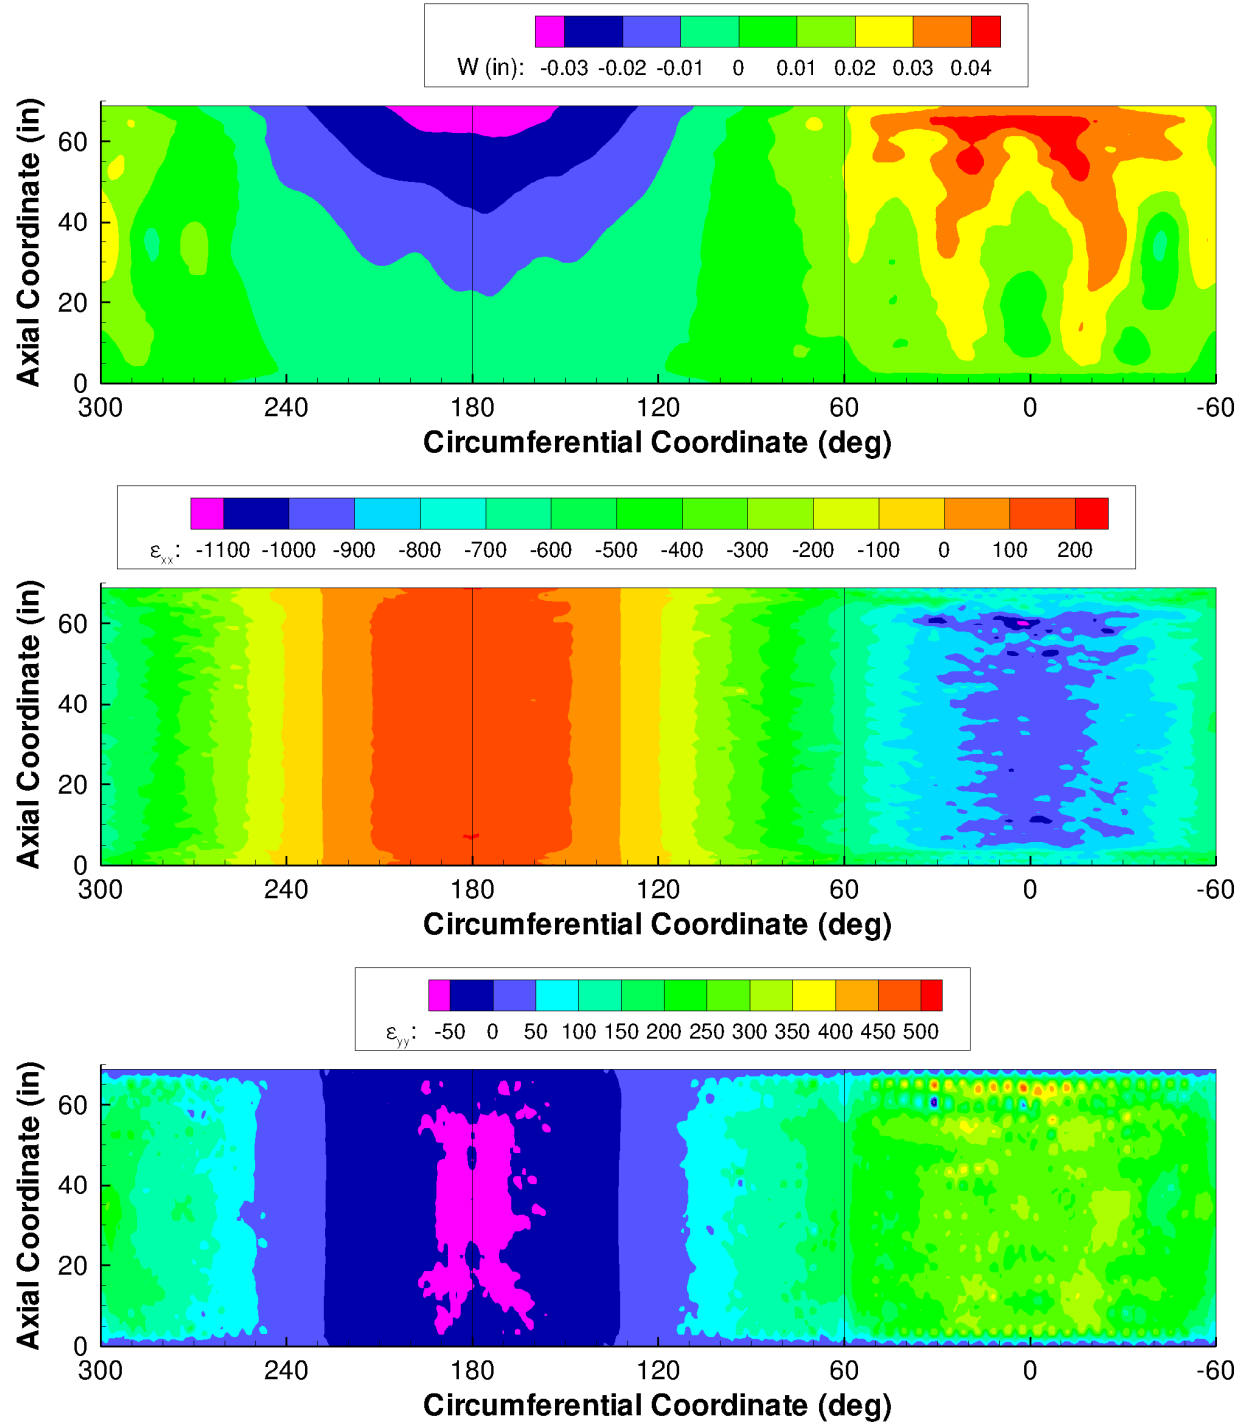 W (in): -0.03 -0.02 -0.01 0 0.01 0.02 0.03 0.04
Axial Coordinate (in)
60
40
20
0
300 240 180 120 60 0 -60
Circumferential Coordinate (deg)
εxx: -1100 -1000 -900 -800 -700 -600 -500 -400 -300 -200 -100 0 100 200
Axial Coordinate (in)
60
40
20
0
300 240 180 120 60 0 -60
Circumferential Coordinate (deg)
εyy: -50 0 50 100 150 200 250 300 350 400 450 500
Axial Coordinate (in)
60
40
20
0
300 240 180 120 60 0 -60
Circumferential Coordinate (deg)